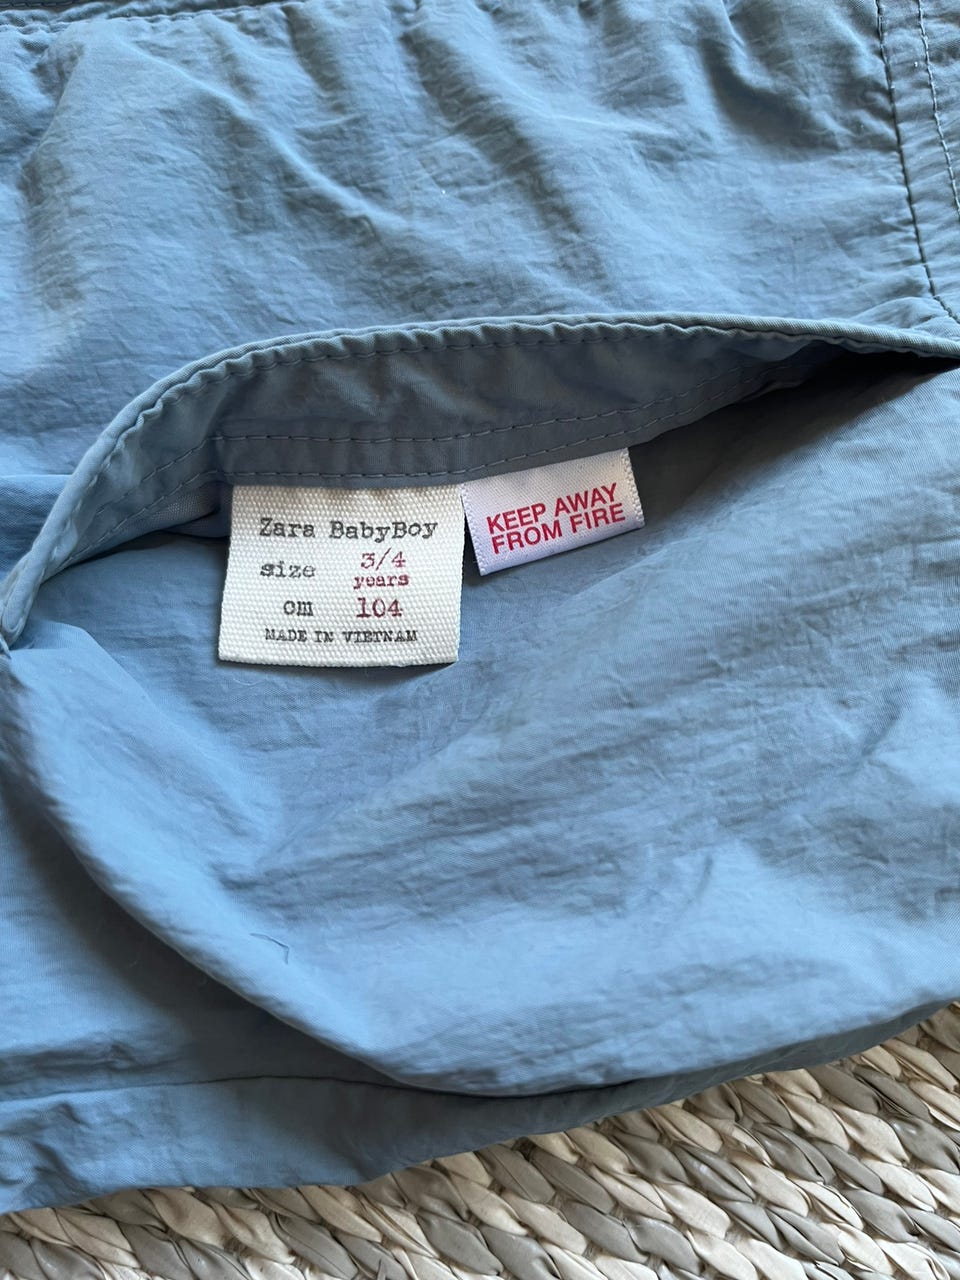 Zara BabyBoy
size 3/4
years
cm 104
MADE IN VIETNAM
KEEP AWAY
FROM FIRE